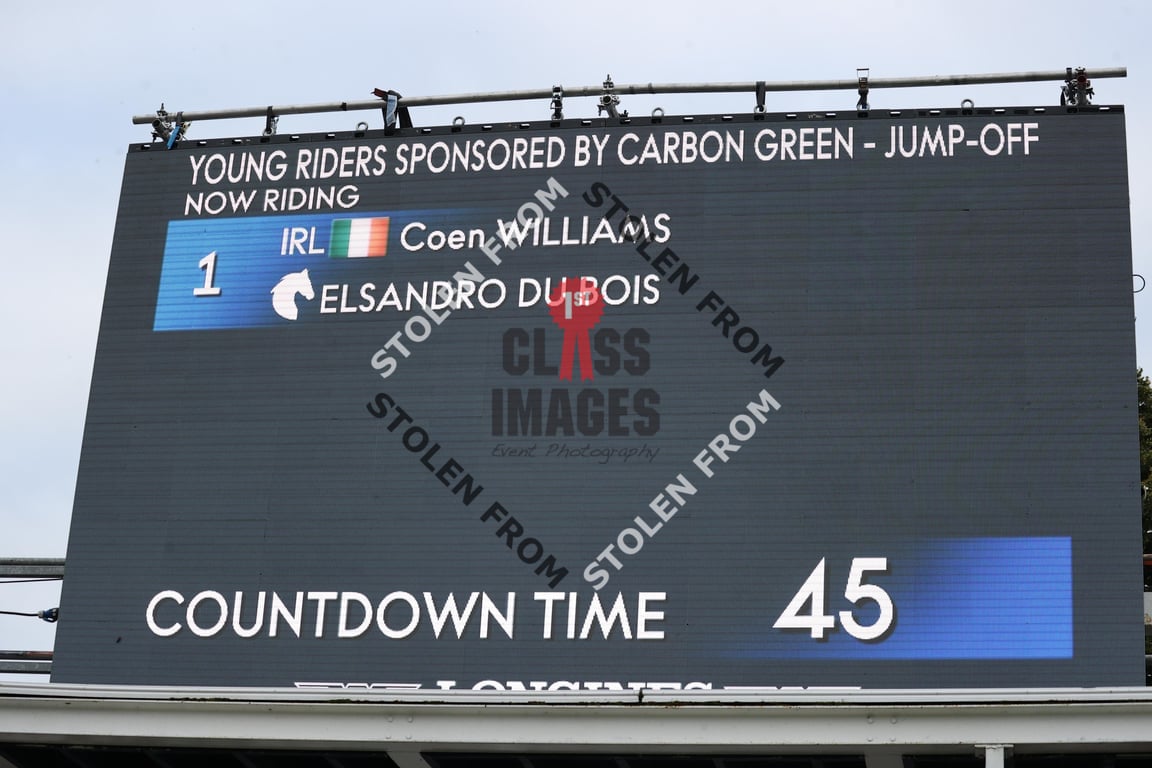 YOUNG RIDERS SPONSORED BY CARBON GREEN - JUMP-OFF
NOW RIDING
1
IRL Coen WILLIAMS
ELSANDRO DU BOIS
STOLEN FROM
STOLEN FROM
1ST
CLASS
IMAGES
Event Photography
STOLEN FROM
STOLEN FROM
COUNTDOWN TIME 45
LONGINES